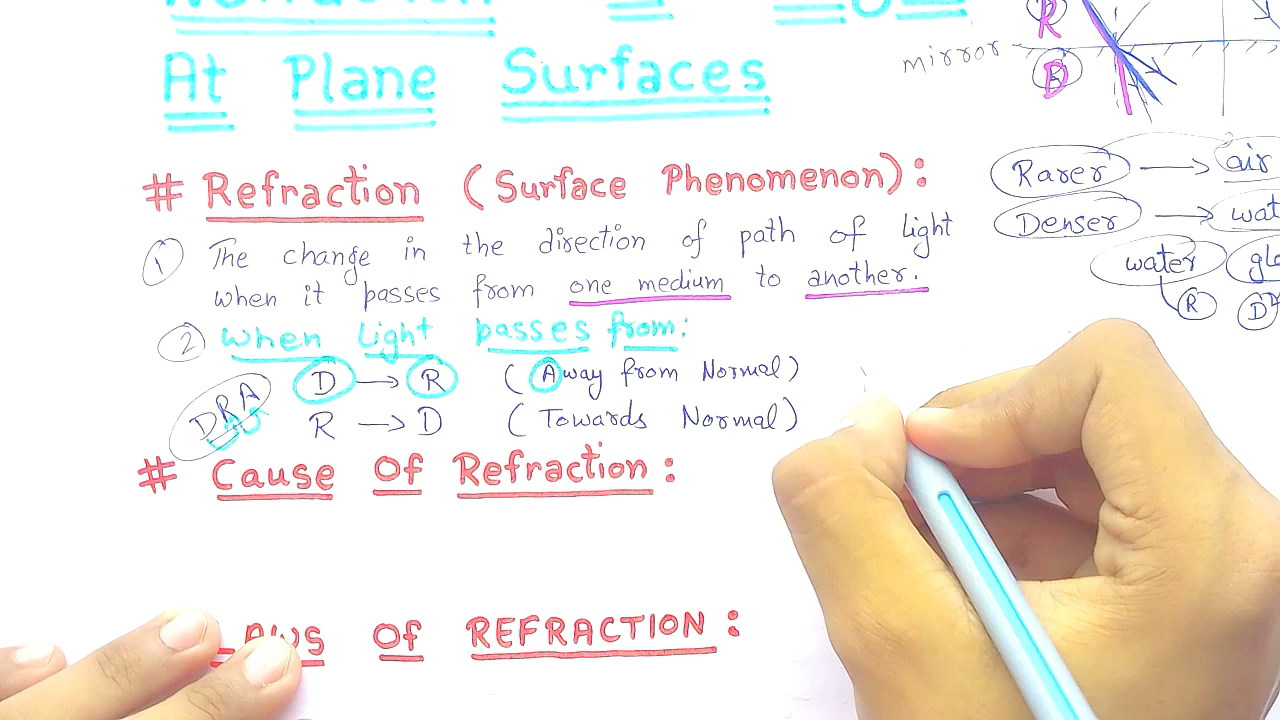 At Plane Surfaces
# Refraction (Surface Phenomenon):
1 The change in the direction of path of light
when it passes from one medium to another.
2 When Light passes from:
D → R (Away from Normal)
DRA
R → D (Towards Normal)
# Cause Of Refraction:
Of REFRACTION:
mirror
R
D
Rarer → air
Denser →
water
R D